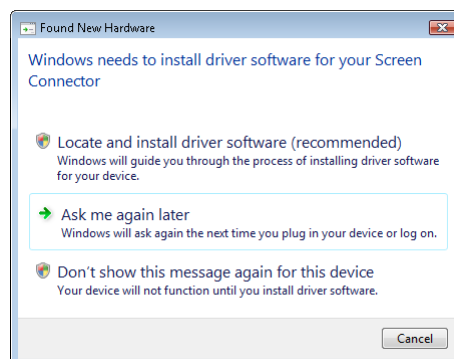 Found New Hardware
Windows needs to install driver software for your Screen
Connector
Locate and install driver software (recommended)
Windows will guide you through the process of installing driver software
for your device.
Ask me again later
Windows will ask again the next time you plug in your device or log on.
Don't show this message again for this device
Your device will not function until you install driver software.
Cancel